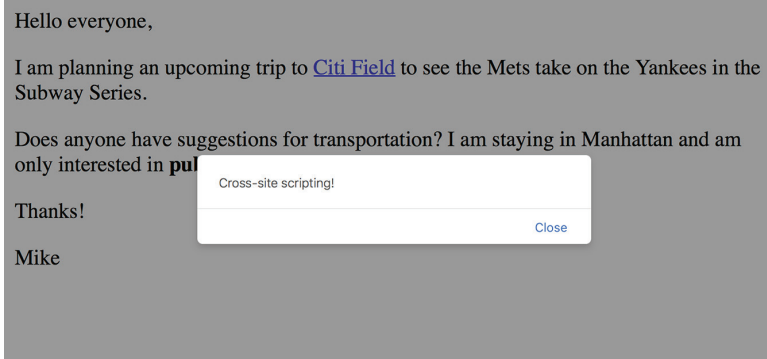 Hello everyone,
I am planning an upcoming trip to Citi Field to see the Mets take on the Yankees in the
Subway Series.
Does anyone have suggestions for transportation? I am staying in Manhattan and am
only interested in
Cross-site scripting!
Close
Thanks!
Mike